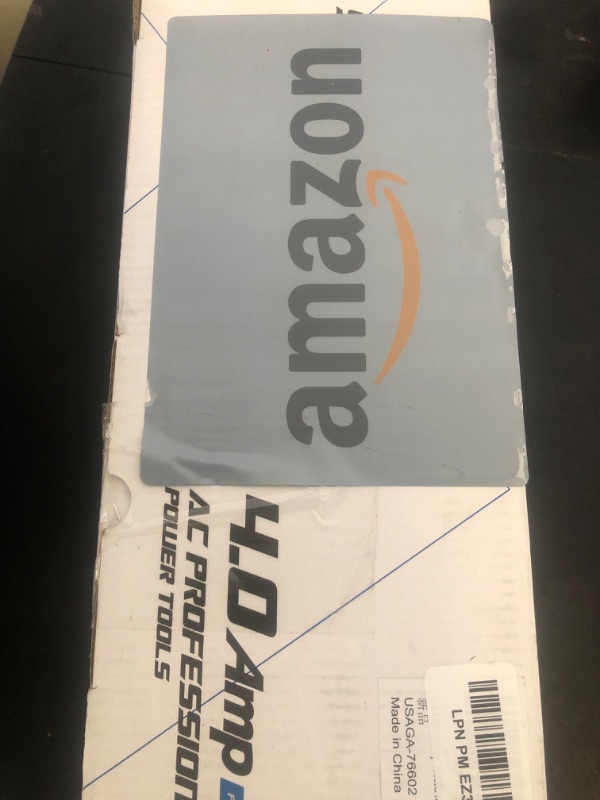 amazon
4.0 Amp
AC PROFESSION
POWER TOOLS
LPN PM EZ3
新品
USAGA-76602
Made in China